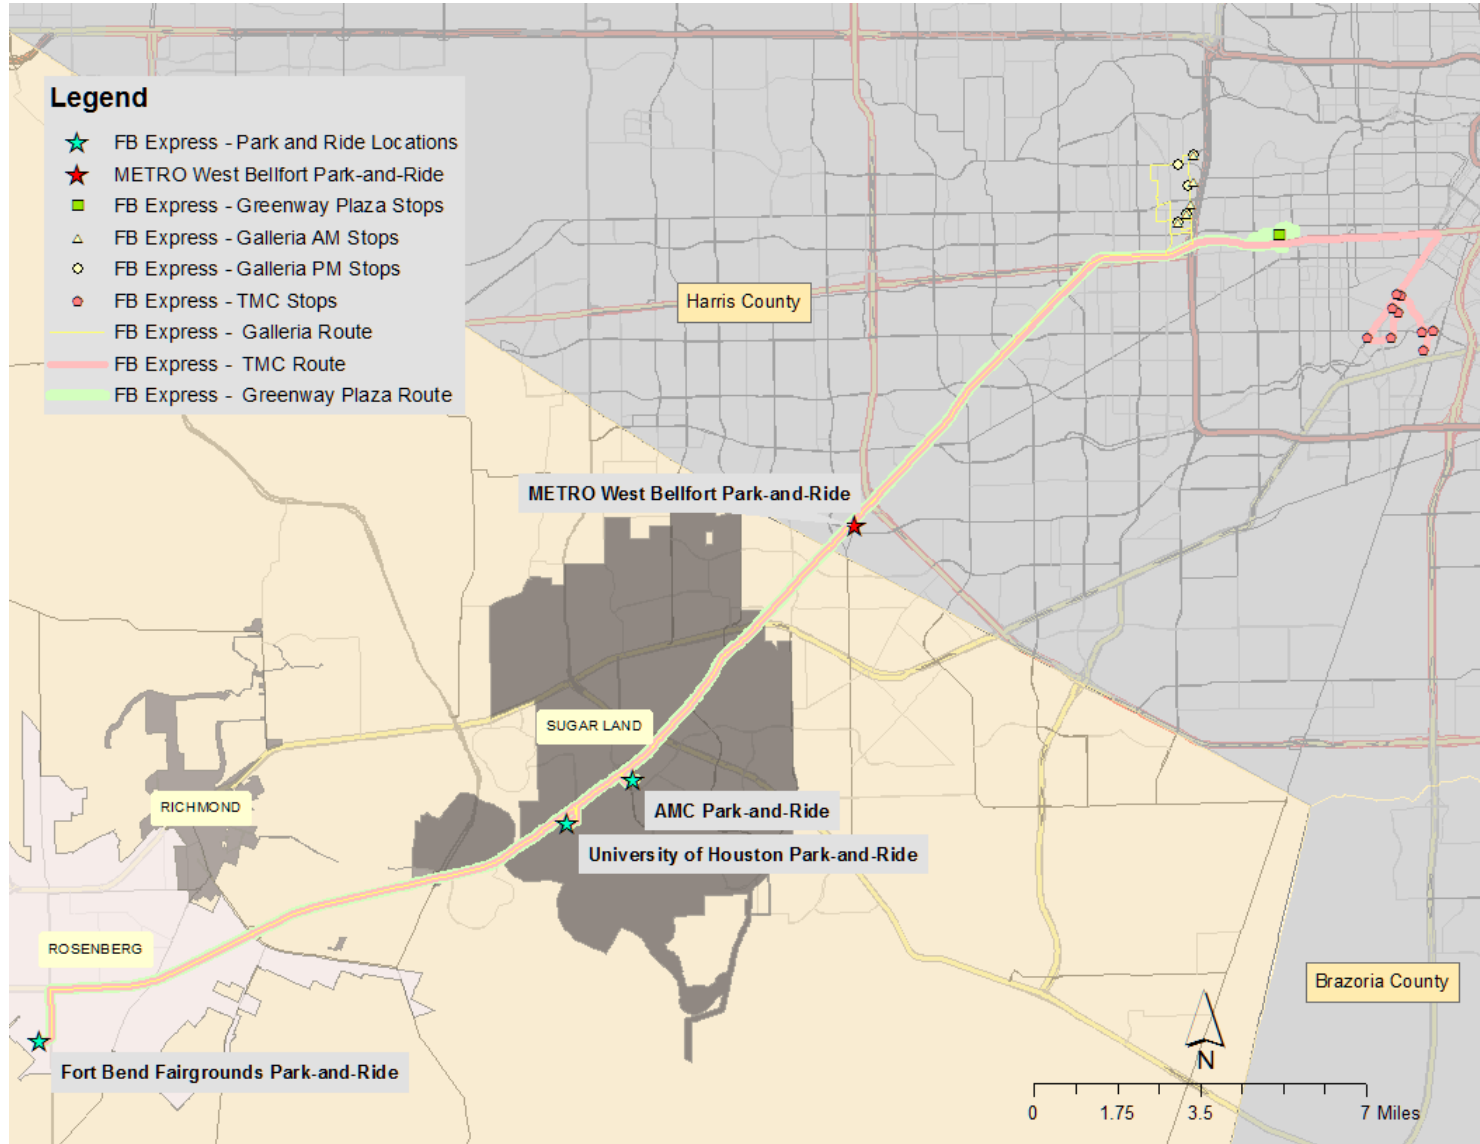 Legend
FB Express - Park and Ride Locations
METRO West Bellfort Park-and-Ride
FB Express - Greenway Plaza Stops
FB Express - Galleria AM Stops
FB Express - Galleria PM Stops
FB Express - TMC Stops
FB Express - Galleria Route
FB Express - TMC Route
FB Express - Greenway Plaza Route
Harris County
METRO West Bellfort Park-and-Ride
SUGAR LAND
RICHMOND
AMC Park-and-Ride
University of Houston Park-and-Ride
ROSENBERG
Brazoria County
Fort Bend Fairgrounds Park-and-Ride
N
0 1.75 3.5 7 Miles